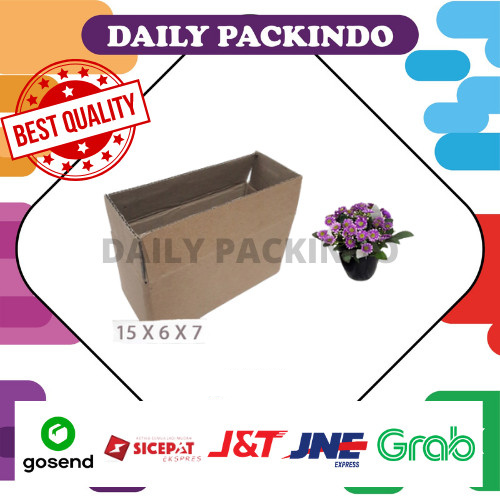 DAILY PACKINDO
BEST QUALITY
DAILY PACKINDO
15 X 6 X 7
gosend
SICEPAT
EKSPRES
J&T
JNE
EXPRESS
Grab